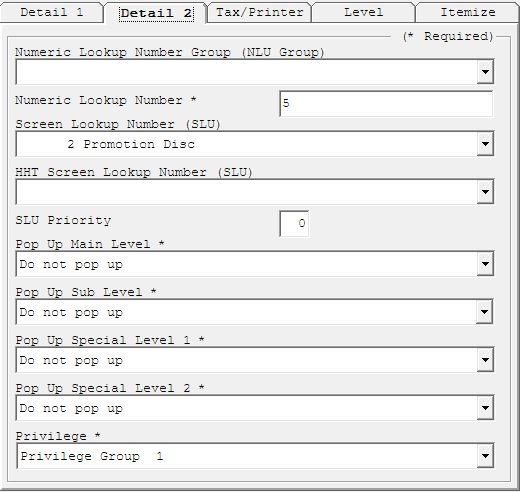 Detail 1 Detail 2 Tax/Printer Level Itemize
(* Required)
Numeric Lookup Number Group (NLU Group)
Numeric Lookup Number * 5
Screen Lookup Number (SLU)
2 Promotion Disc
HHT Screen Lookup Number (SLU)
SLU Priority 0
Pop Up Main Level *
Do not pop up
Pop Up Sub Level *
Do not pop up
Pop Up Special Level 1 *
Do not pop up
Pop Up Special Level 2 *
Do not pop up
Privilege *
Privilege Group 1